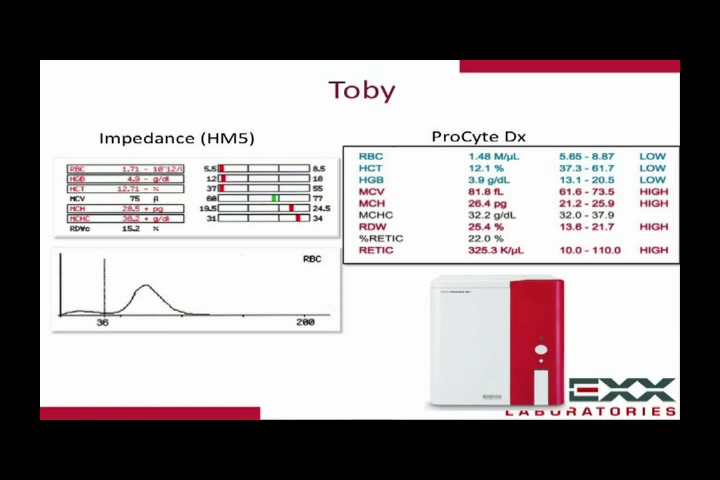 Toby
Impedance (HM5)
RBC 1.71 - 10^12/l 5.5 8.5
HGB 4.9 - g/dl 12 18
HCT 12.71 - % 37 55
MCV 75 fl 60 77
MCH 28.5 + pg 19.5 24.5
MCHC 38.2 + g/dl 31 34
RDWc 15.2 %
RBC
36 200
ProCyte Dx
RBC 1.48 M/µL 5.65 - 8.87 LOW
HCT 12.1 % 37.3 - 61.7 LOW
HGB 3.9 g/dL 13.1 - 20.5 LOW
MCV 81.8 fL 61.6 - 73.5 HIGH
MCH 26.4 pg 21.2 - 25.9 HIGH
MCHC 32.2 g/dL 32.0 - 37.9
RDW 25.4 % 13.6 - 21.7 HIGH
%RETIC 22.0 %
RETIC 325.3 K/µL 10.0 - 110.0 HIGH
ProCyte Dx
EXX
LABORATORIES